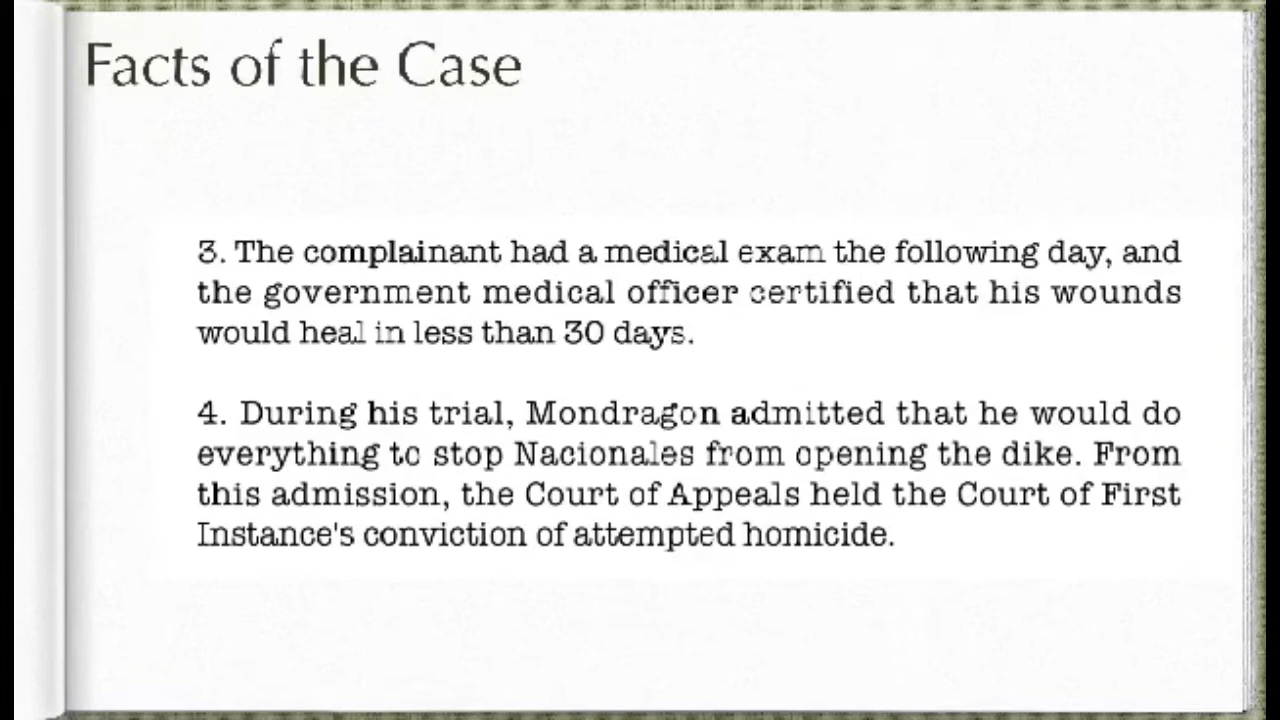 Facts of the Case
3. The complainant had a medical exam the following day, and
the government medical officer certified that his wounds
would heal in less than 30 days.
4. During his trial, Mondragon admitted that he would do
everything to stop Nacionales from opening the dike. From
this admission, the Court of Appeals held the Court of First
Instance's conviction of attempted homicide.